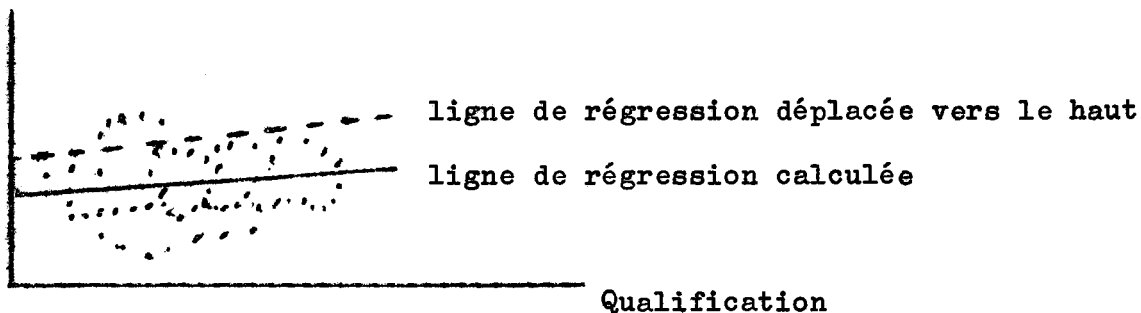 ligne de régression déplacée vers le haut
ligne de régression calculée
Qualification